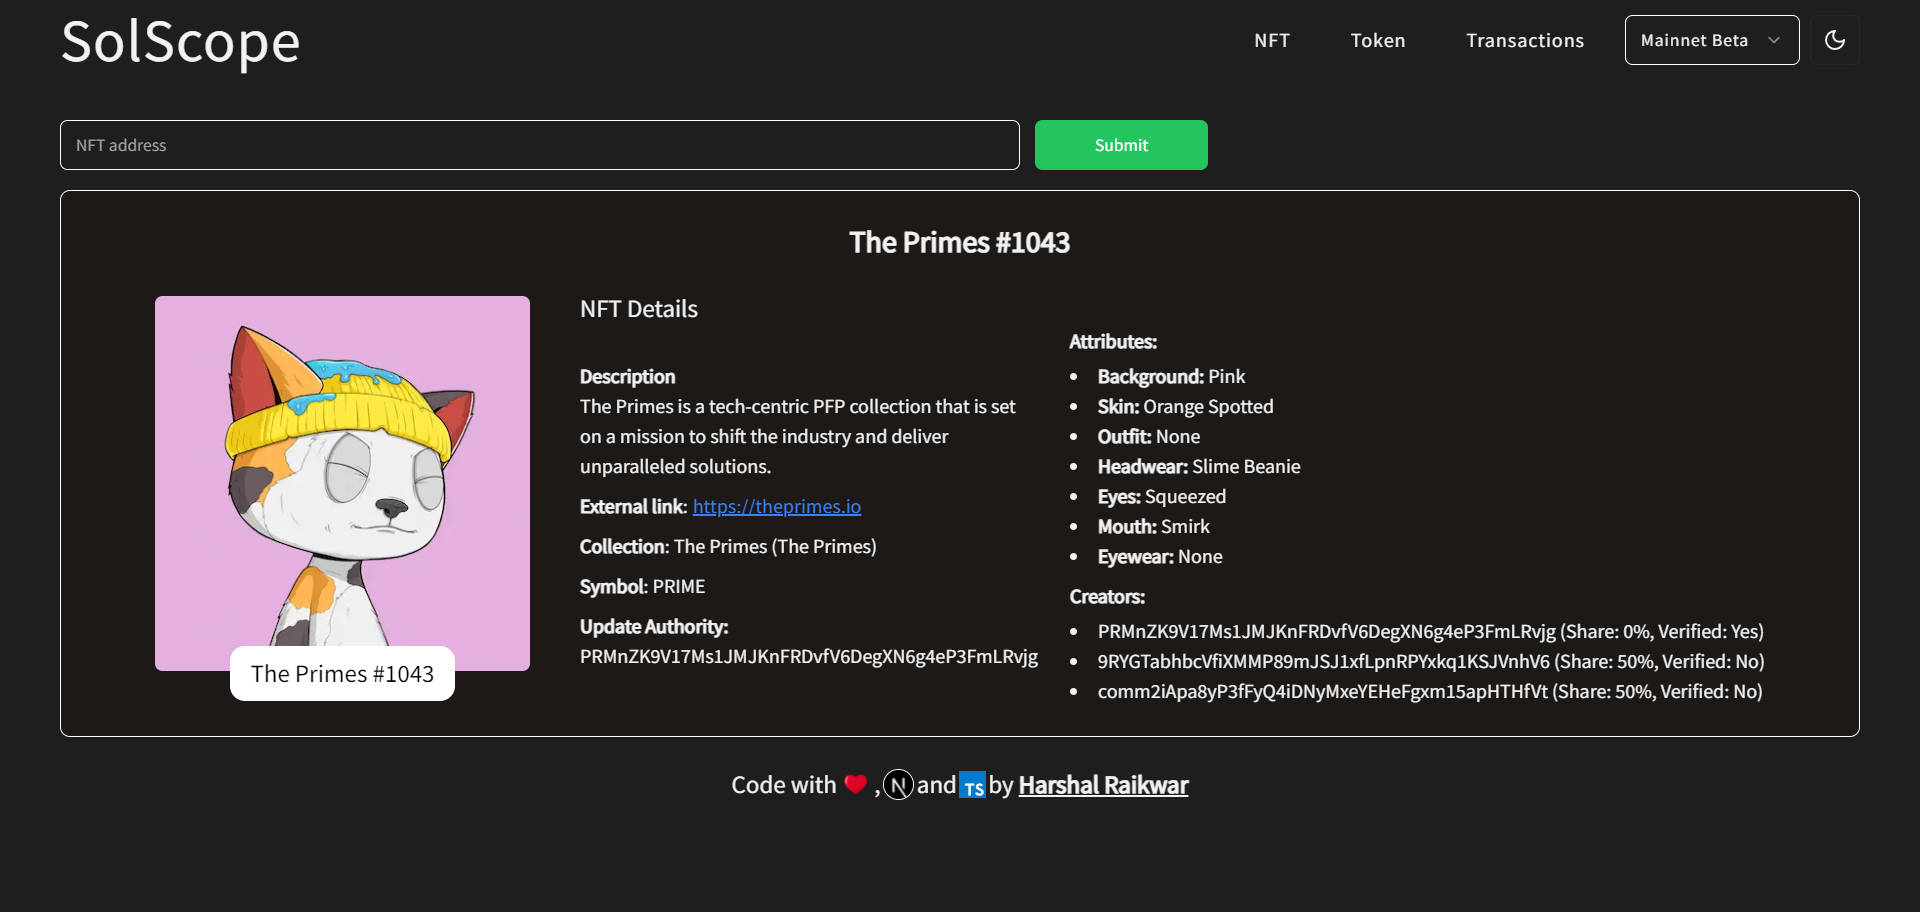 SolScope
NFT
Token
Transactions
Mainnet Beta
NFT address
Submit
The Primes #1043
The Primes #1043
NFT Details
Description
The Primes is a tech-centric PFP collection that is set
on a mission to shift the industry and deliver
unparalleled solutions.
External link: https://theprimes.io
Collection: The Primes (The Primes)
Symbol: PRIME
Update Authority:
PRMnZK9V17Ms1JMJKnFRDvfV6DegXN6g4eP3FmLRvjg
Attributes:
• Background: Pink
• Skin: Orange Spotted
• Outfit: None
• Headwear: Slime Beanie
• Eyes: Squeezed
• Mouth: Smirk
• Eyewear: None
Creators:
• PRMnZK9V17Ms1JMJKnFRDvfV6DegXN6g4eP3FmLRvjg (Share: 0%, Verified: Yes)
• 9RYGTabhbcVfiXMMP89mJSJ1xfLpnRPYxkq1KSJVnhV6 (Share: 50%, Verified: No)
• comm2iApa8yP3fFyQ4iDNyMxeYEHeFgxm15apHTHfVt (Share: 50%, Verified: No)
Code with ❤️ , N and TS by Harshal Raikwar